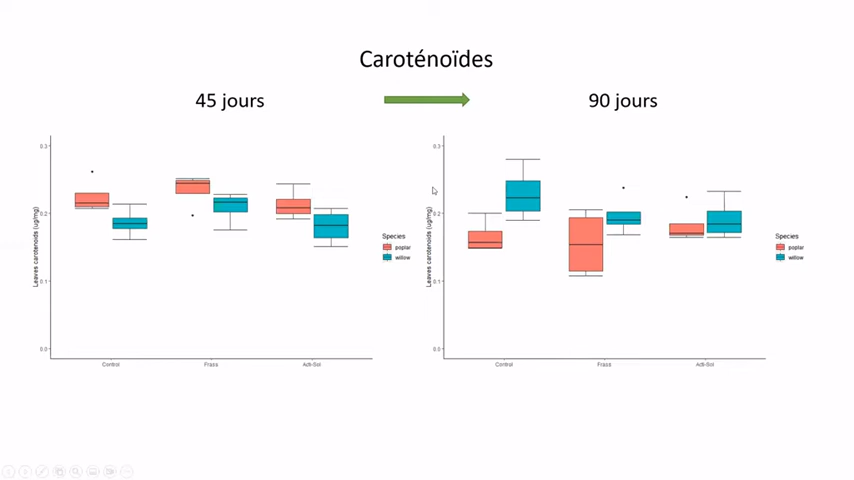 Caroténoïdes
45 jours
90 jours
Leaves carotenoids (ug/mg)
0.3
0.2
0.1
0.0
Control
Frass
Acti-Sol
Species
poplar
willow
Leaves carotenoids (ug/mg)
0.3
0.2
0.1
0.0
Control
Frass
Acti-Sol
Species
poplar
willow